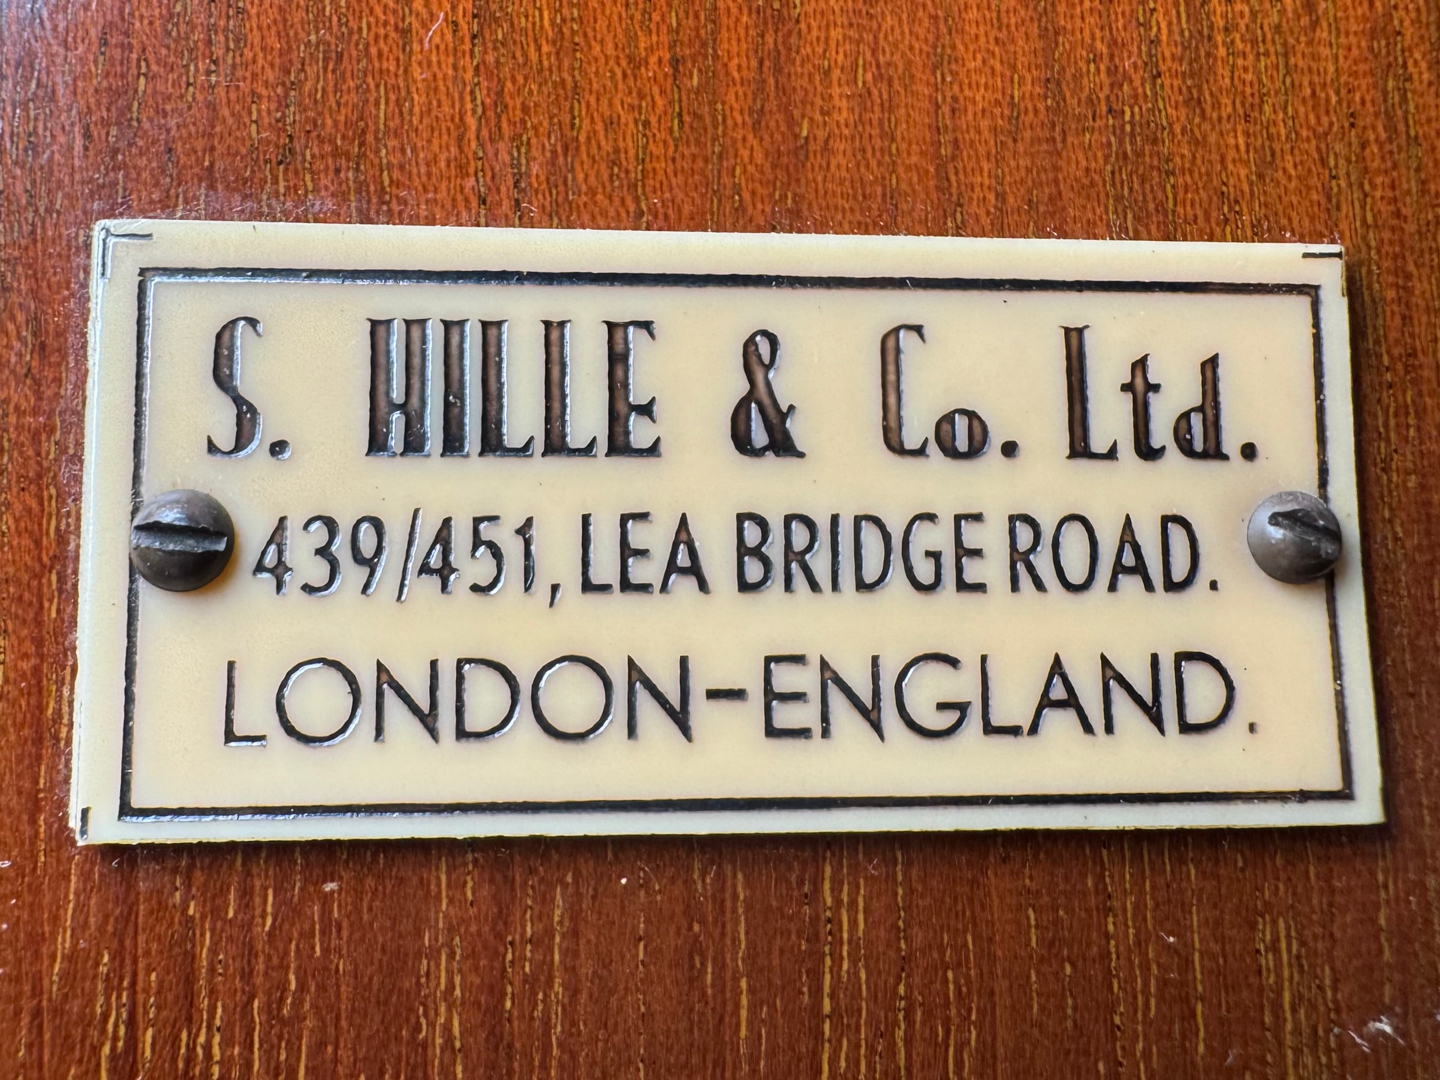 S. HILLE & Co. Ltd.
439/451, LEA BRIDGE ROAD.
LONDON-ENGLAND.